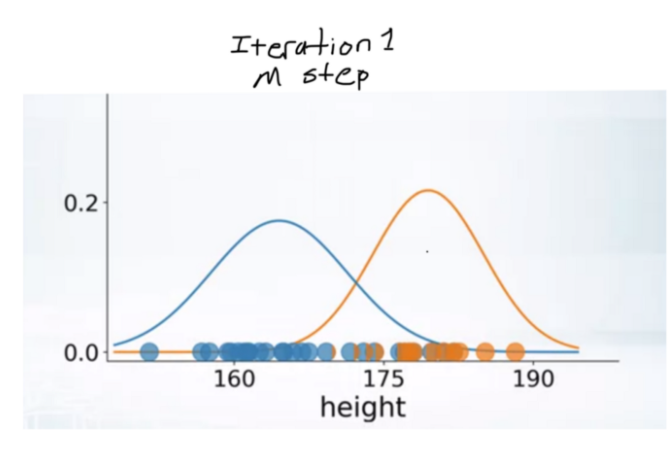 Iteration 1
M step
0.2
0.0
160 175 190
height